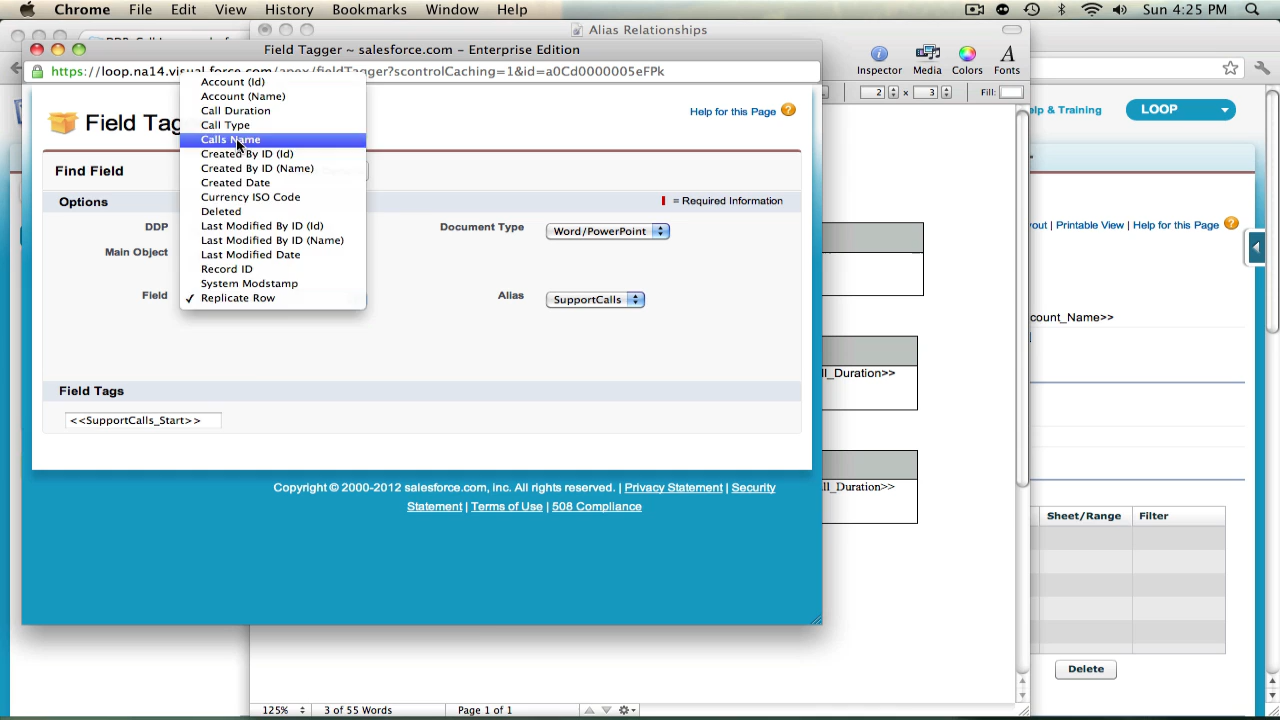 Chrome File Edit View History Bookmarks Window Help Sun 4:25 PM
Alias Relationships
Field Tagger ~ salesforce.com – Enterprise Edition
https://loop.na14.visual.force.com/apex/fieldTagger?scontrolCaching=1&id=a0Cd0000005eFPk
Inspector Media Colors Fonts
2 x 3 Fill:
Help for this Page ?
elp & Training LOOP
Field Tag
Account (Id)
Account (Name)
Call Duration
Call Type
Calls Name
Created By ID (Id)
Created By ID (Name)
Created Date
Currency ISO Code
Deleted
Last Modified By ID (Id)
Last Modified By ID (Name)
Last Modified Date
Record ID
System Modstamp
✓ Replicate Row
Find Field
Options = Required Information
DDP Document Type Word/PowerPoint
Main Object
Field Alias SupportCalls
Field Tags
<<SupportCalls_Start>>
Copyright © 2000-2012 salesforce.com, inc. All rights reserved. | Privacy Statement | Security
Statement | Terms of Use | 508 Compliance
out | Printable View | Help for this Page ?
count_Name>>
ll_Duration>>
ll_Duration>>
Sheet/Range Filter
Delete
125% 3 of 55 Words Page 1 of 1